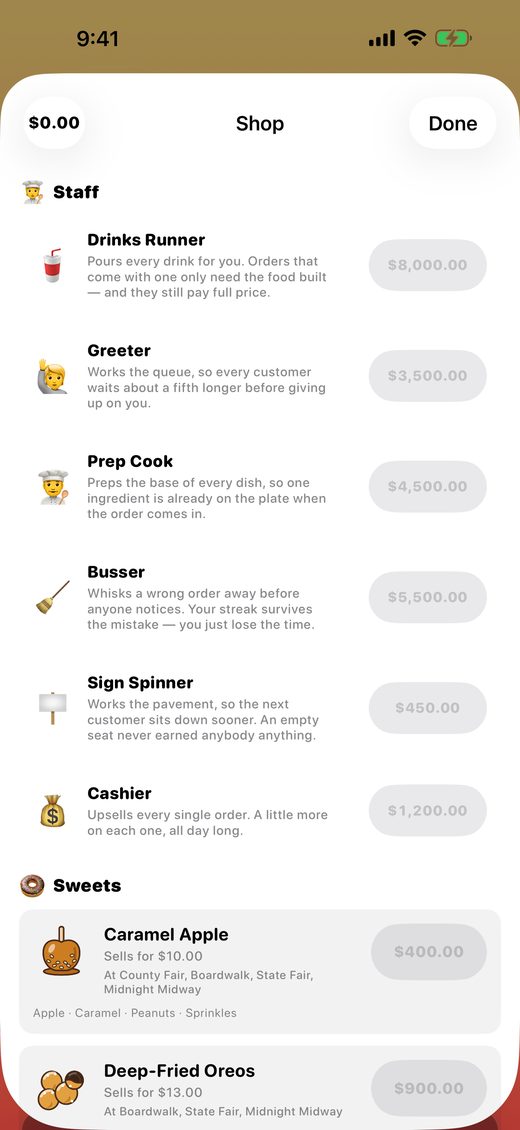 9:41
$0.00
Shop
Done
Staff
Drinks Runner
Pours every drink for you. Orders that
come with one only need the food built
— and they still pay full price.
$8,000.00
Greeter
Works the queue, so every customer
waits about a fifth longer before giving
up on you.
$3,500.00
Prep Cook
Preps the base of every dish, so one
ingredient is already on the plate when
the order comes in.
$4,500.00
Busser
Whisks a wrong order away before
anyone notices. Your streak survives
the mistake — you just lose the time.
$5,500.00
Sign Spinner
Works the pavement, so the next
customer sits down sooner. An empty
seat never earned anybody anything.
$450.00
Cashier
Upsells every single order. A little more
on each one, all day long.
$1,200.00
Sweets
Caramel Apple
Sells for $10.00
At County Fair, Boardwalk, State Fair,
Midnight Midway
$400.00
Apple · Caramel · Peanuts · Sprinkles
Deep-Fried Oreos
Sells for $13.00
At Boardwalk, State Fair, Midnight Midway
$900.00